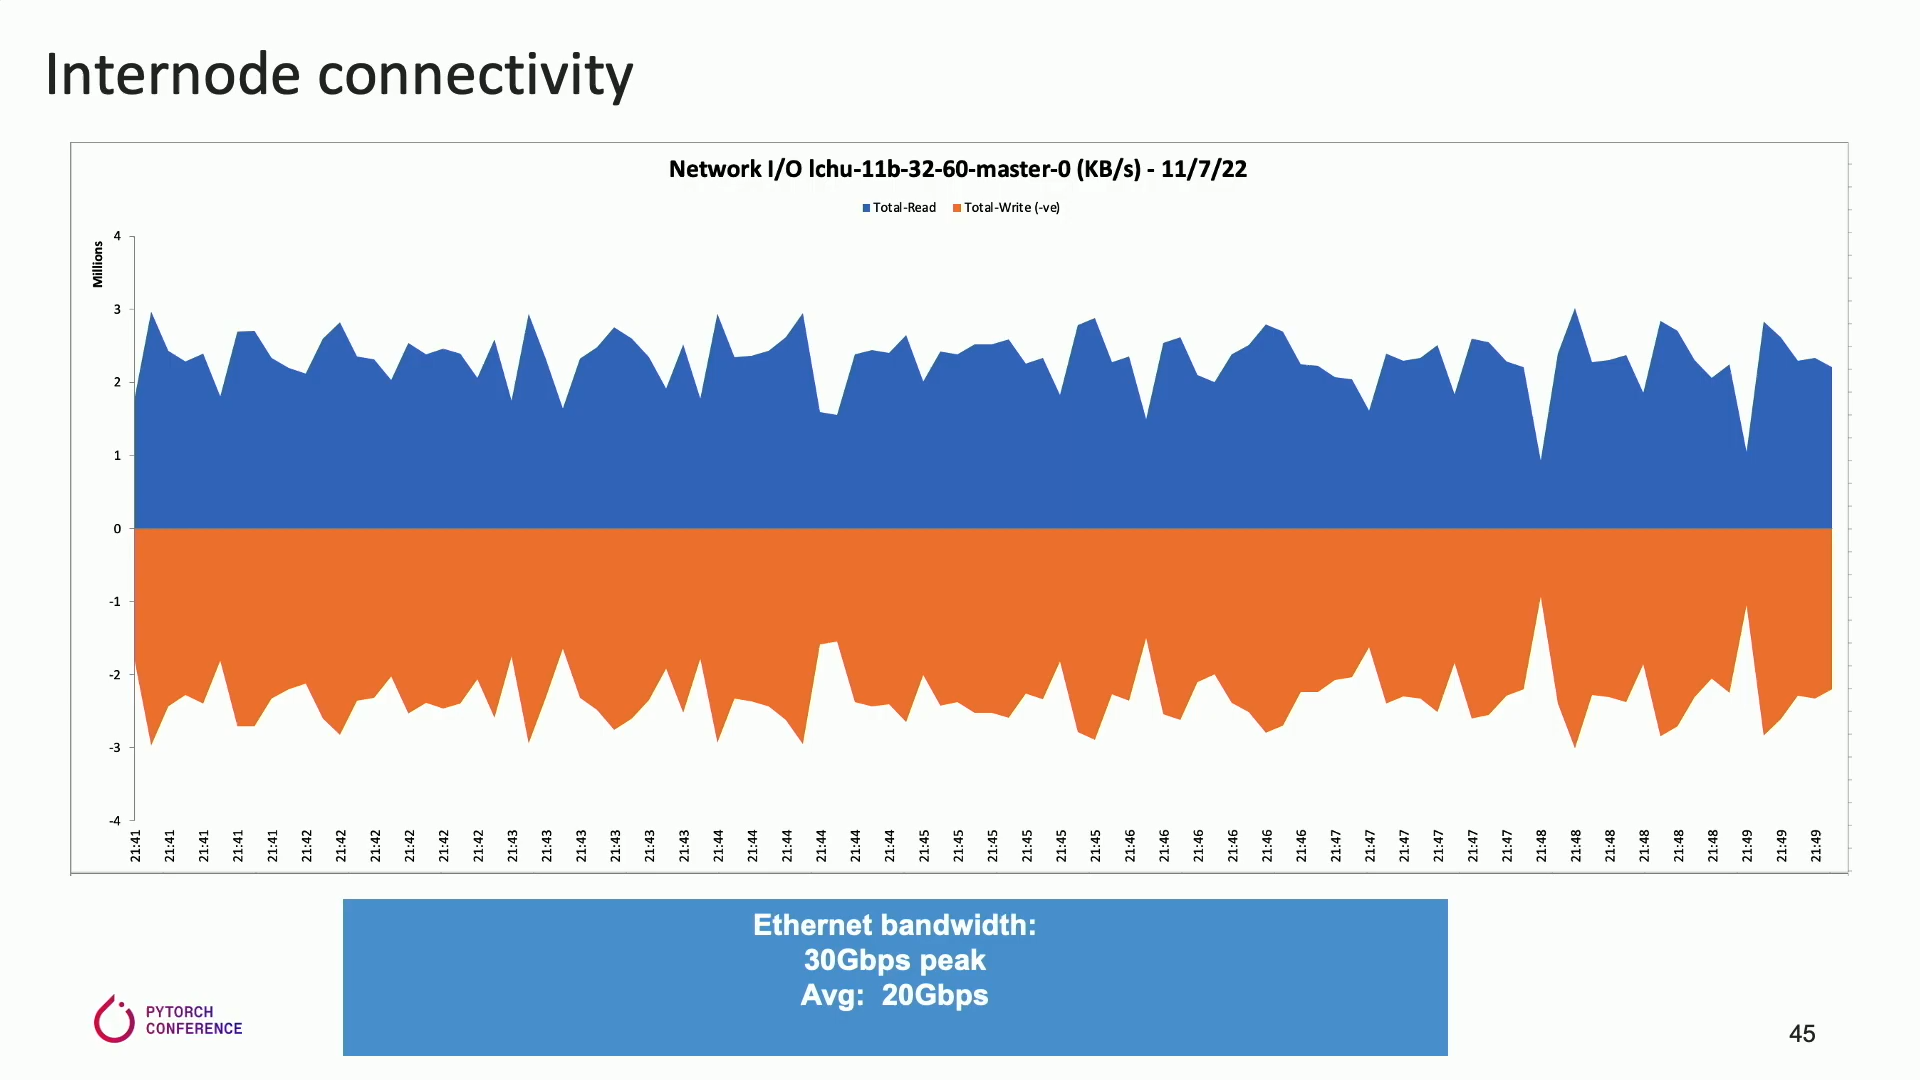 Internode connectivity
Network I/O lchu-11b-32-60-master-0 (KB/s) - 11/7/22
Total-Read Total-Write (-ve)
Millions
4
3
2
1
0
-1
-2
-3
-4
21:41 21:41 21:41 21:41 21:41 21:42 21:42 21:42 21:42 21:42 21:42 21:43 21:43 21:43 21:43 21:43 21:43 21:44 21:44 21:44 21:44 21:44 21:44 21:45 21:45 21:45 21:45 21:45 21:45 21:46 21:46 21:46 21:46 21:46 21:46 21:47 21:47 21:47 21:47 21:47 21:47 21:48 21:48 21:48 21:48 21:48 21:48 21:49 21:49 21:49
Ethernet bandwidth:
30Gbps peak
Avg: 20Gbps
PYTORCH
CONFERENCE
45